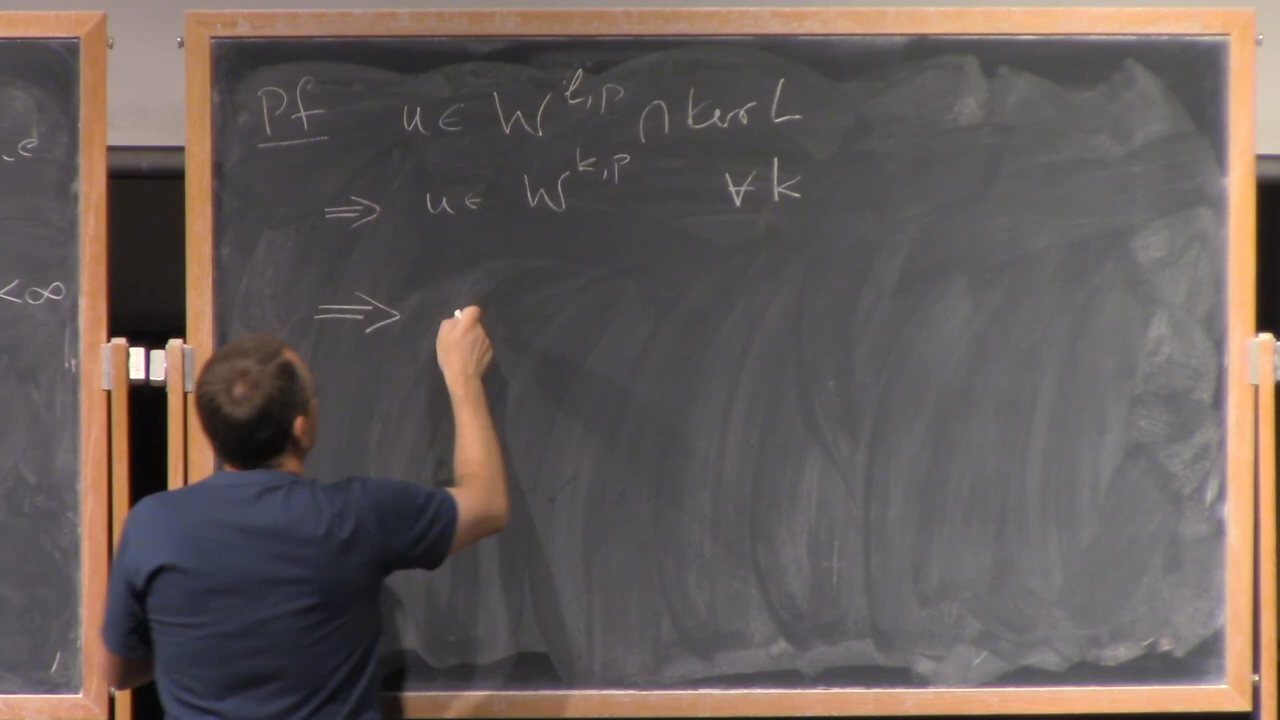 Pf u ∈ W^{l,p} ∩ ker L
⇒ u ∈ W^{k,p} ∀ k
⇒
< ∞